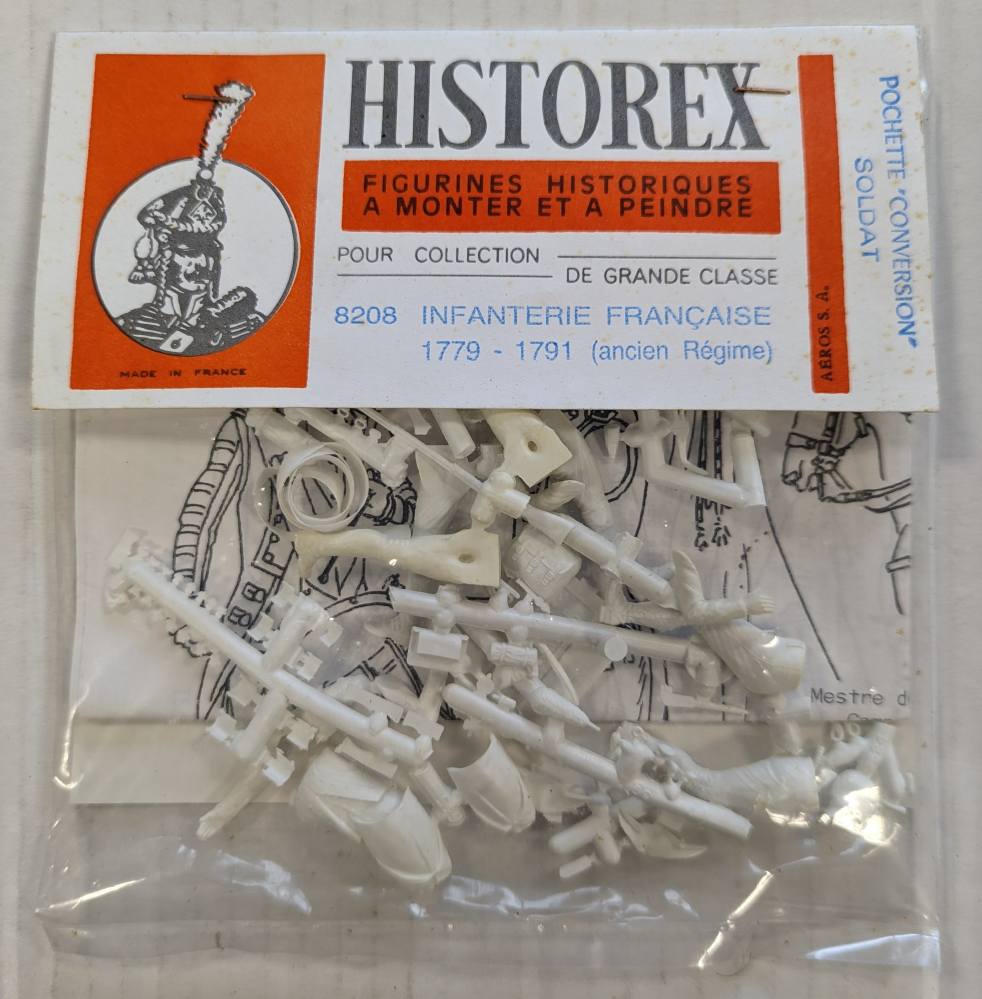 HISTOREX
FIGURINES HISTORIQUES
A MONTER ET A PEINDRE
POUR COLLECTION
DE GRANDE CLASSE
8208 INFANTERIE FRANÇAISE
1779 - 1791 (ancien Régime)
MADE IN FRANCE
AEROS S. A.
POCHETTE "CONVERSION"
SOLDAT
Mestre